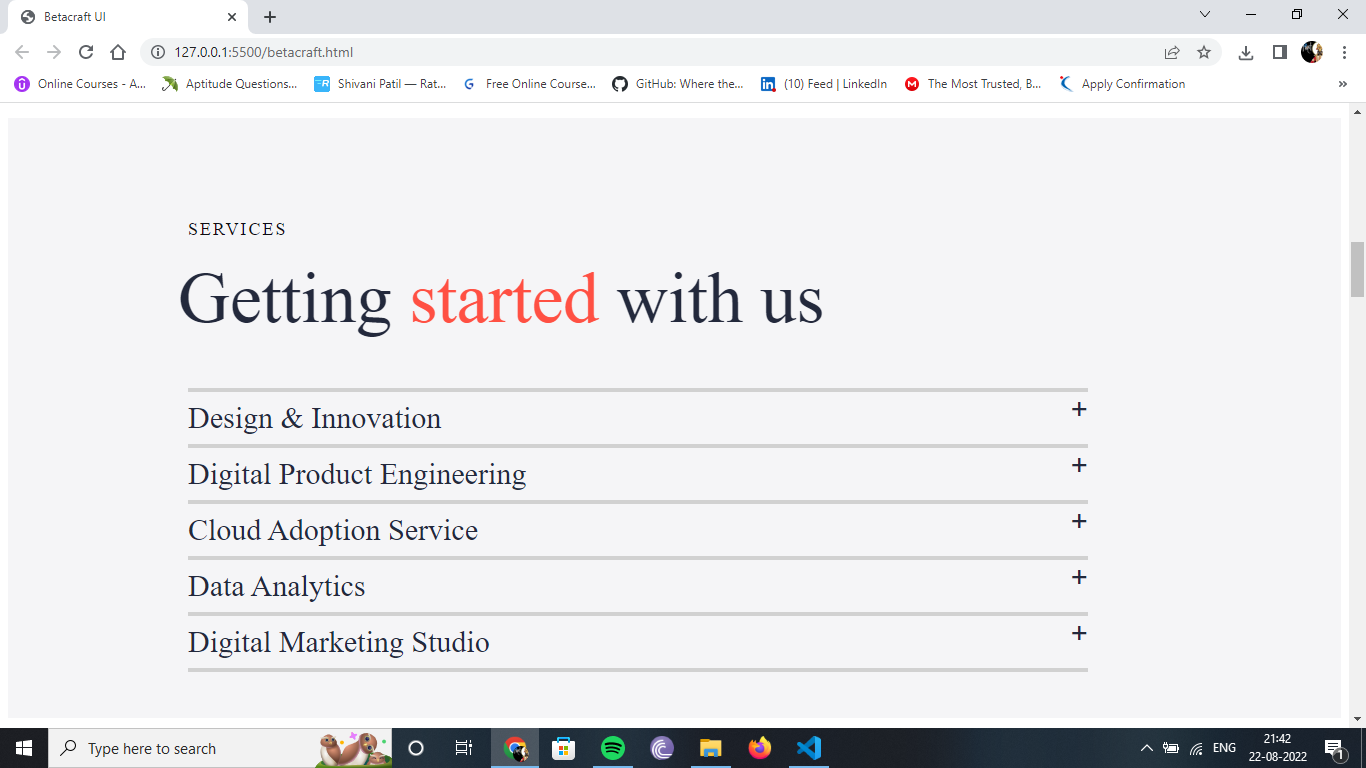 Betacraft UI
127.0.0.1:5500/betacraft.html
Online Courses - A... Aptitude Questions... Shivani Patil — Rat... Free Online Course... GitHub: Where the... (10) Feed | LinkedIn The Most Trusted, B... Apply Confirmation »
SERVICES
Getting started with us
Design & Innovation +
Digital Product Engineering +
Cloud Adoption Service +
Data Analytics +
Digital Marketing Studio +
Type here to search
ENG
21:42
22-08-2022
1